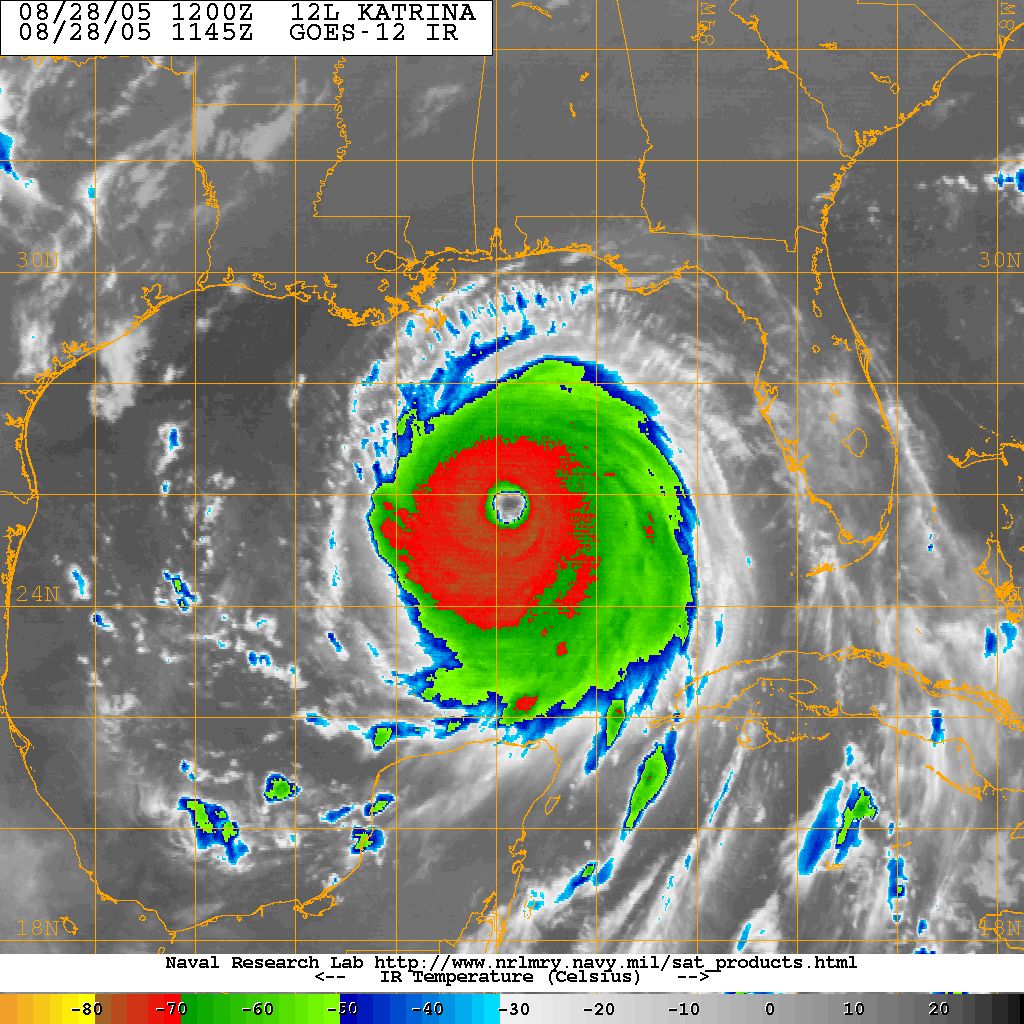 08/28/05 1200Z 12L KATRINA
08/28/05 1145Z GOES-12 IR
30N 30N
24N
18N 18N
Naval Research Lab http://www.nrlmry.navy.mil/sat_products.html
<-- IR Temperature (Celsius) -->
-80 -70 -60 -50 -40 -30 -20 -10 0 10 20